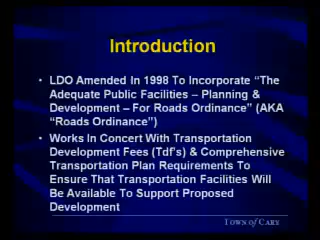 Introduction
• LDO Amended In 1998 To Incorporate “The
Adequate Public Facilities – Planning &
Development – For Roads Ordinance” (AKA
“Roads Ordinance”)
• Works In Concert With Transportation
Development Fees (Tdf’s) & Comprehensive
Transportation Plan Requirements To
Ensure That Transportation Facilities Will
Be Available To Support Proposed
Development
TOWN of CARY